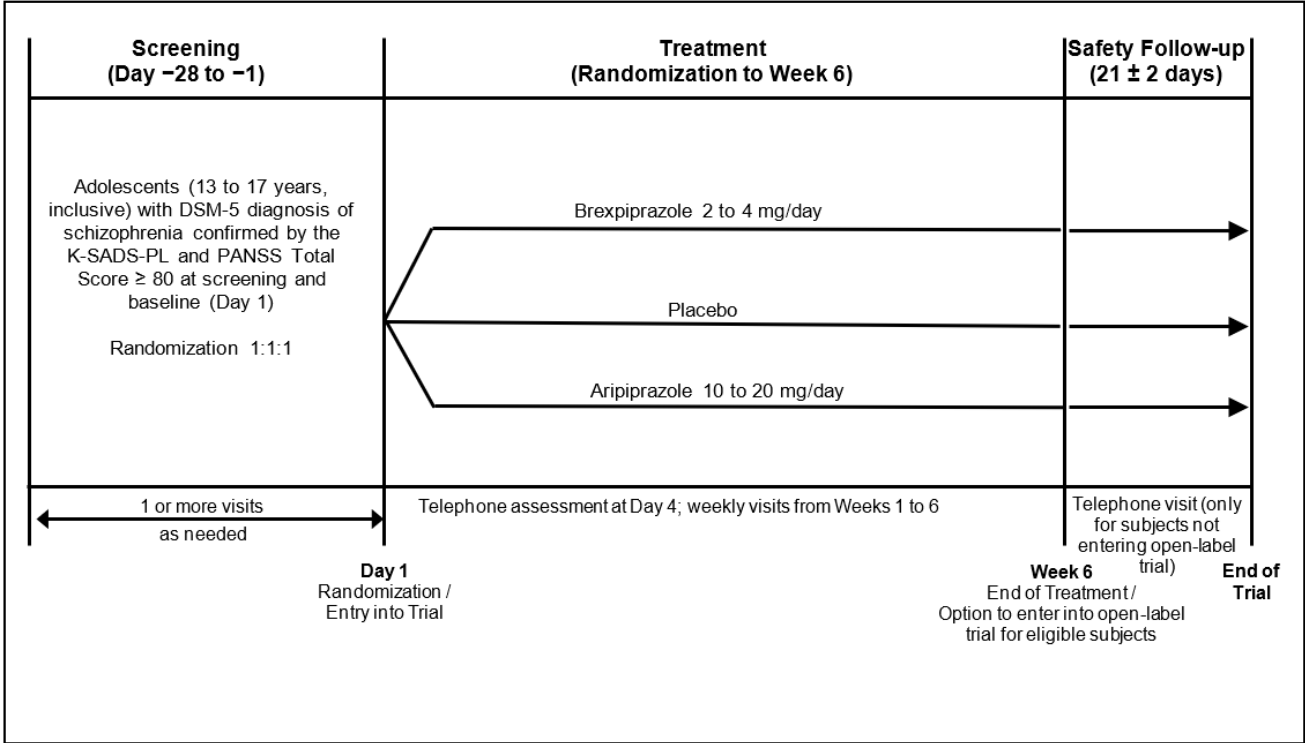 Screening
(Day −28 to −1)
Treatment
(Randomization to Week 6)
Safety Follow-up
(21 ± 2 days)
Adolescents (13 to 17 years,
inclusive) with DSM-5 diagnosis of
schizophrenia confirmed by the
K-SADS-PL and PANSS Total
Score ≥ 80 at screening and
baseline (Day 1)
Randomization 1:1:1
Brexpiprazole 2 to 4 mg/day
Placebo
Aripiprazole 10 to 20 mg/day
1 or more visits
as needed
Telephone assessment at Day 4; weekly visits from Weeks 1 to 6
Telephone visit (only
for subjects not
entering open-label
trial)
Day 1
Randomization /
Entry into Trial
Week 6
End of Treatment /
Option to enter into open-label
trial for eligible subjects
End of
Trial